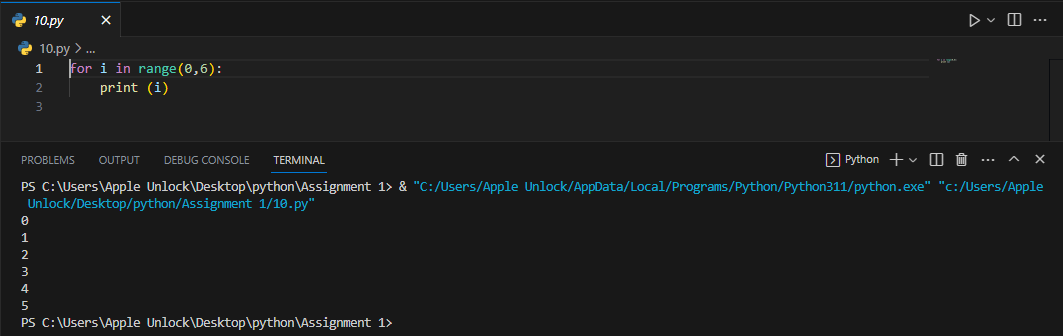 10.py
10.py > ...
1 for i in range(0,6):
2     print (i)
3
PROBLEMS OUTPUT DEBUG CONSOLE TERMINAL Python
PS C:\Users\Apple Unlock\Desktop\python\Assignment 1> & "C:/Users/Apple Unlock/AppData/Local/Programs/Python/Python311/python.exe" "c:/Users/Apple
Unlock/Desktop/python/Assignment 1/10.py"
0
1
2
3
4
5
PS C:\Users\Apple Unlock\Desktop\python\Assignment 1>